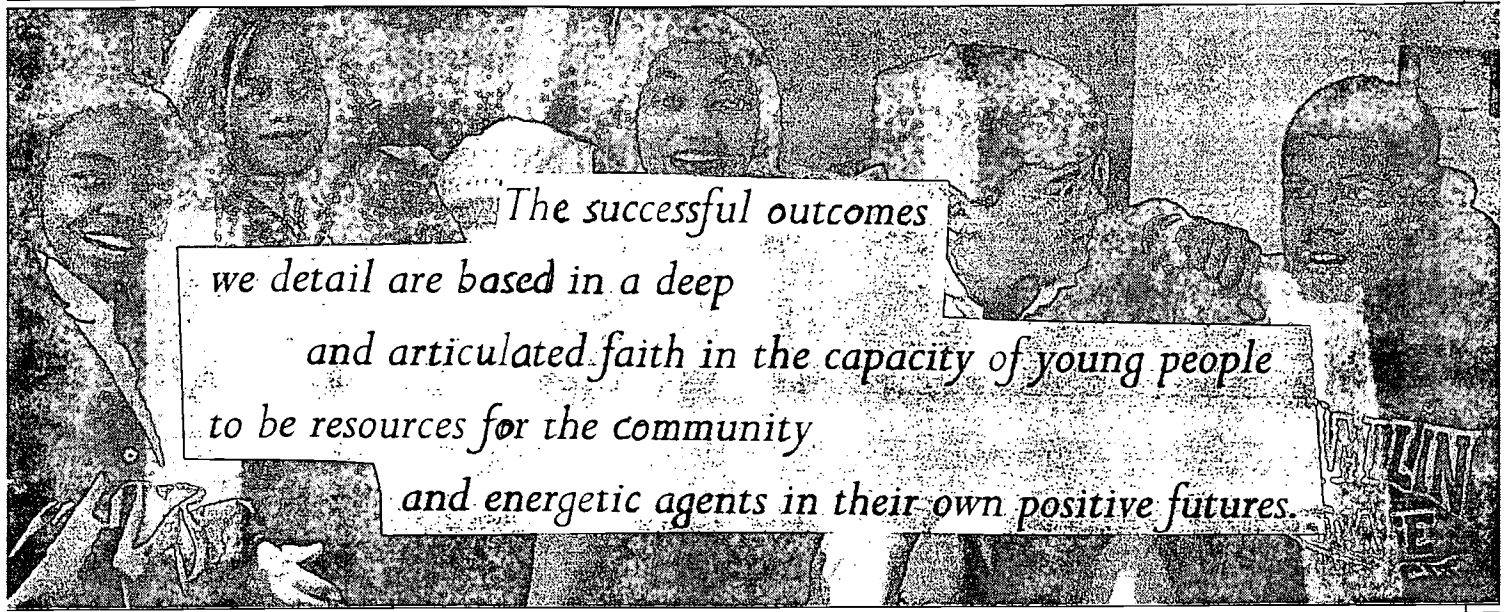 The successful outcomes
we detail are based in a deep
and articulated faith in the capacity of young people
to be resources for the community
and energetic agents in their own positive futures.